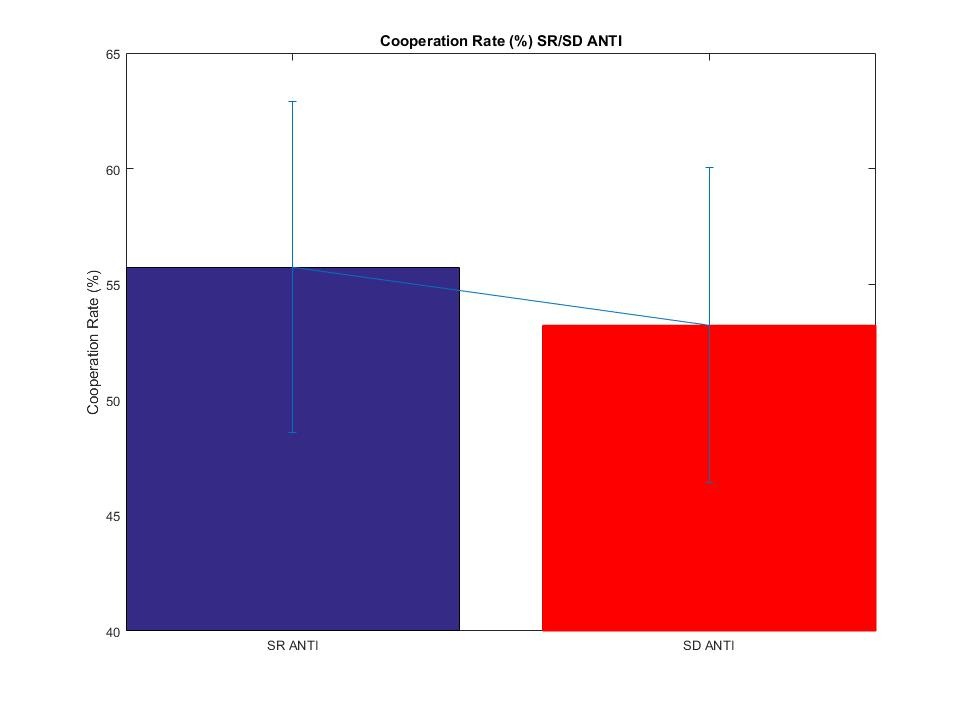 Cooperation Rate (%) SR/SD ANTI
65
60
55
50
45
40
Cooperation Rate (%)
SR ANTI
SD ANTI